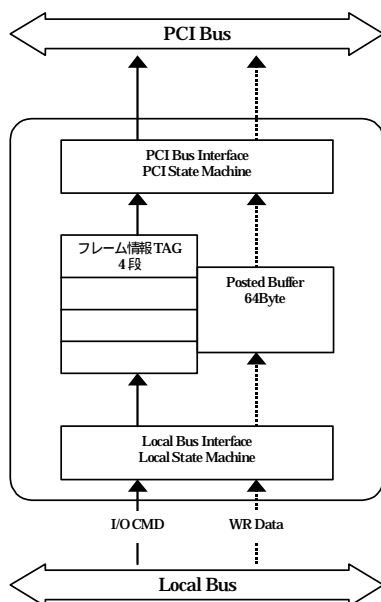 PCI Bus
PCI Bus Interface
PCI State Machine
フレーム情報TAG
4 段
Posted Buffer
64Byte
Local Bus Interface
Local State Machine
I/O CMD
WR Data
Local Bus